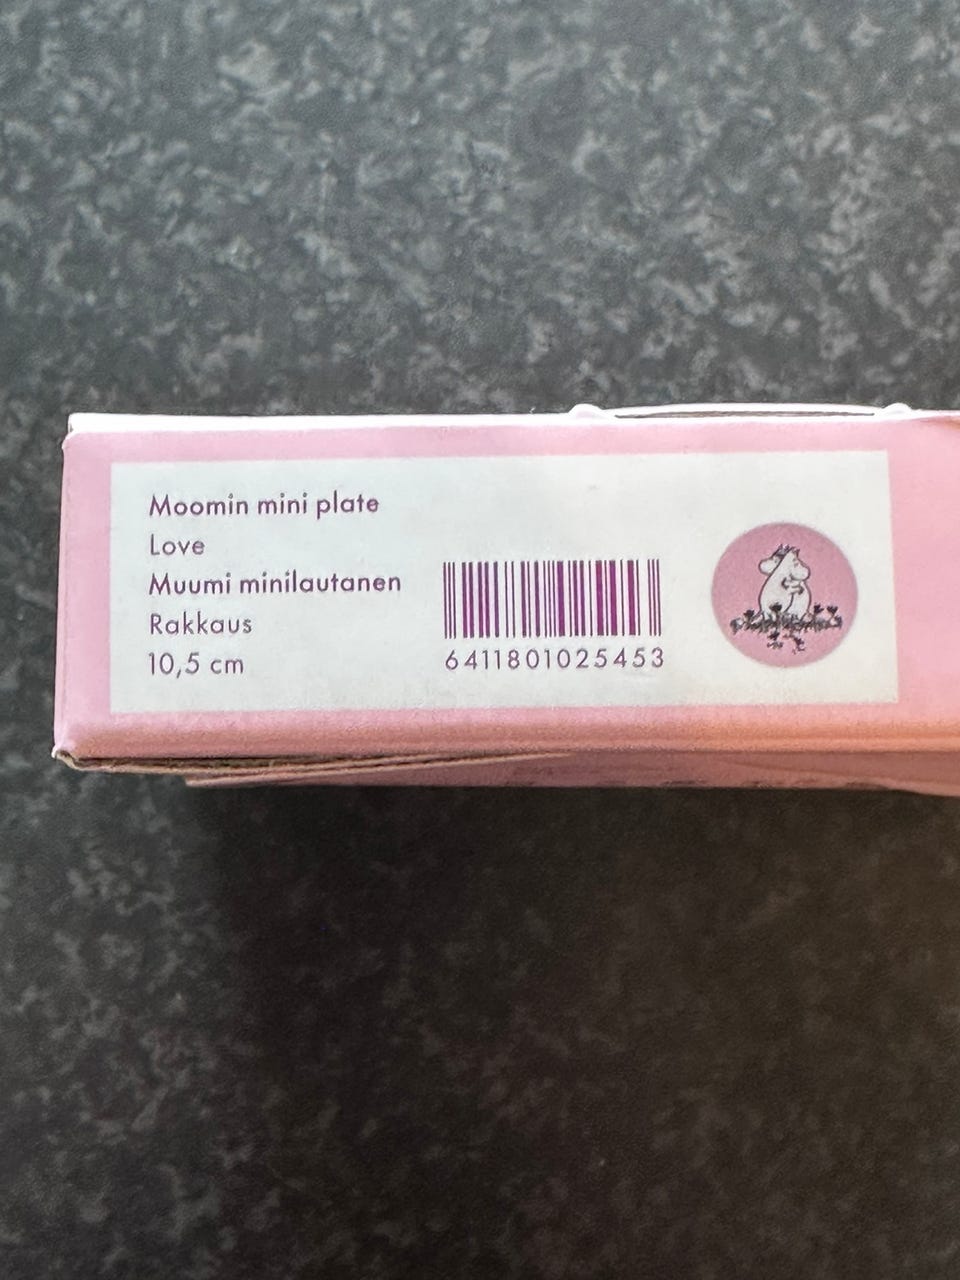 Moomin mini plate
Love
Muumi minilautanen
Rakkaus
10,5 cm
6411801025453